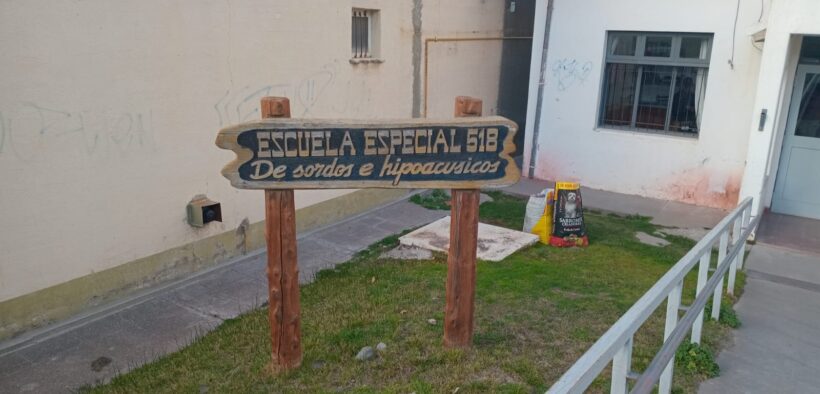 ESCUELA ESPECIAL 518
De sordos e hipoacusicos